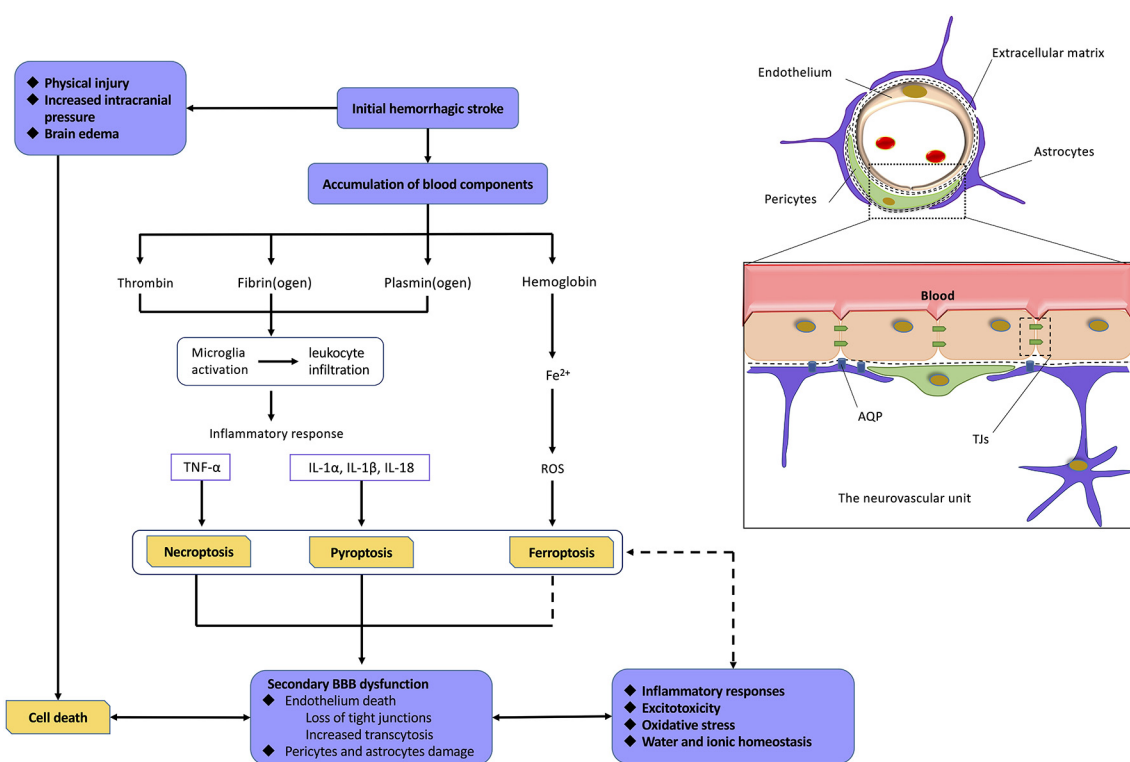 ◆ Physical injury
◆ Increased intracranial
pressure
◆ Brain edema
Initial hemorrhagic stroke
Accumulation of blood components
Thrombin
Fibrin(ogen)
Plasmin(ogen)
Hemoglobin
Microglia
activation
leukocyte
infiltration
Fe²⁺
Inflammatory response
TNF-α
IL-1α, IL-1β, IL-18
ROS
Necroptosis
Pyroptosis
Ferroptosis
Cell death
Secondary BBB dysfunction
◆ Endothelium death
Loss of tight junctions
Increased transcytosis
◆ Pericytes and astrocytes damage
◆ Inflammatory responses
◆ Excitotoxicity
◆ Oxidative stress
◆ Water and ionic homeostasis
Extracellular matrix
Endothelium
Astrocytes
Pericytes
Blood
AQP
TJs
The neurovascular unit